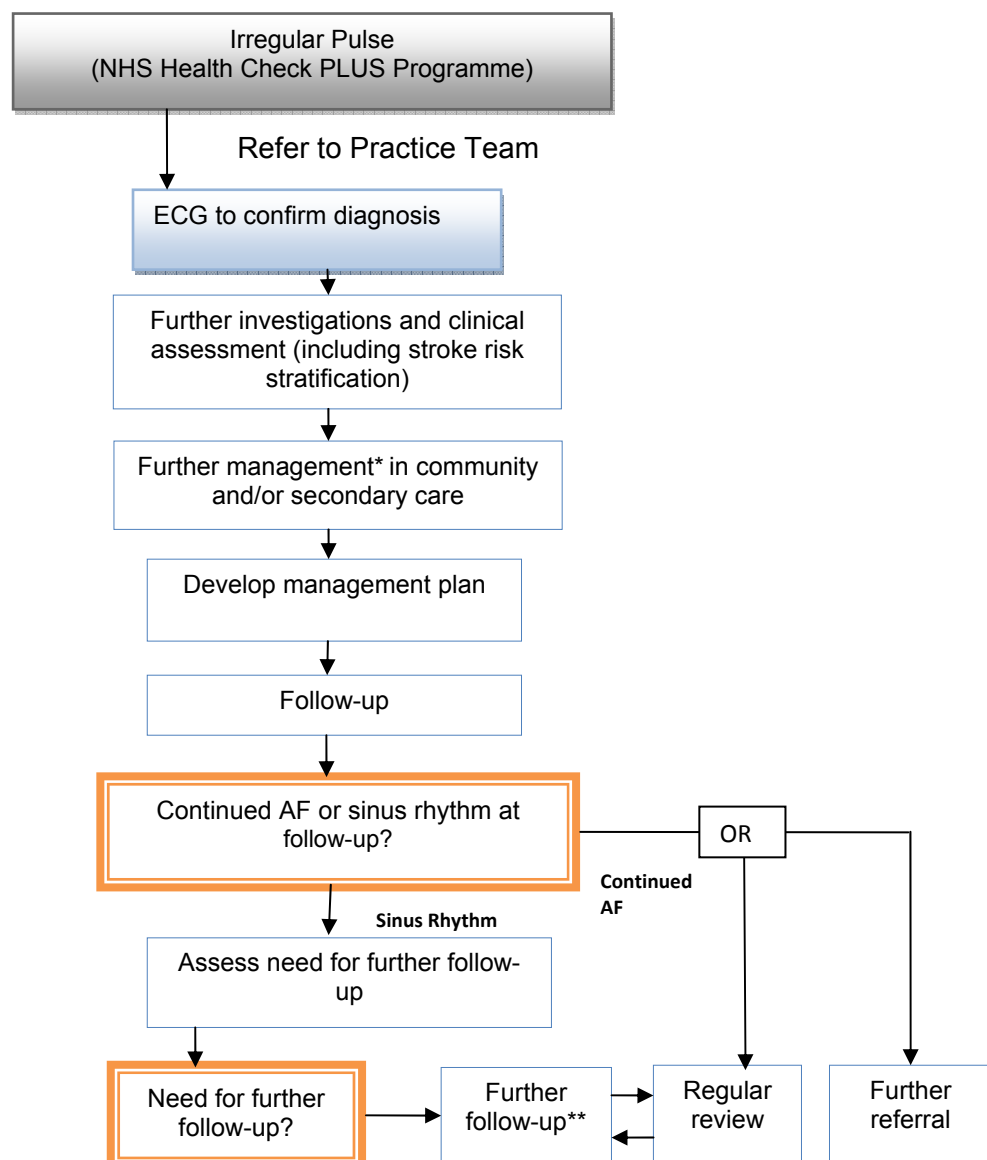 Irregular Pulse
(NHS Health Check PLUS Programme)
Refer to Practice Team
ECG to confirm diagnosis
Further investigations and clinical
assessment (including stroke risk
stratification)
Further management* in community
and/or secondary care
Develop management plan
Follow-up
Continued AF or sinus rhythm at
follow-up?
OR
Continued
AF
Sinus Rhythm
Assess need for further follow-
up
Need for further
follow-up?
Further
follow-up**
Regular
review
Further
referral